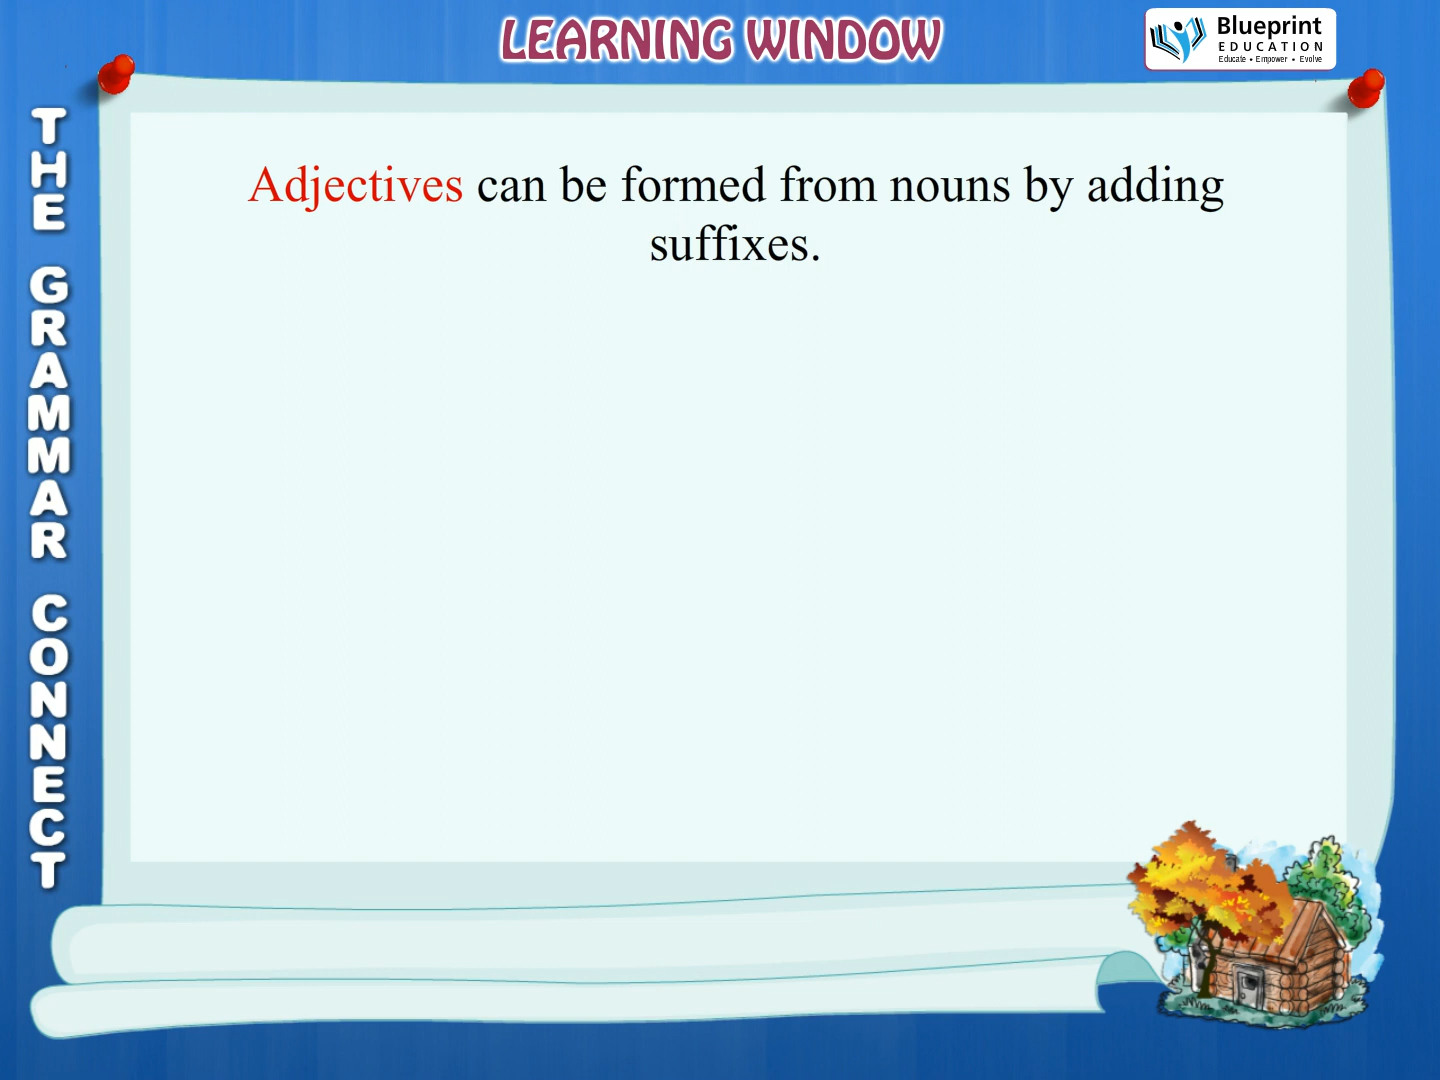 LEARNING WINDOW
Blueprint
EDUCATION
Educate • Empower • Evolve
THE GRAMMAR CONNECT
Adjectives can be formed from nouns by adding
suffixes.